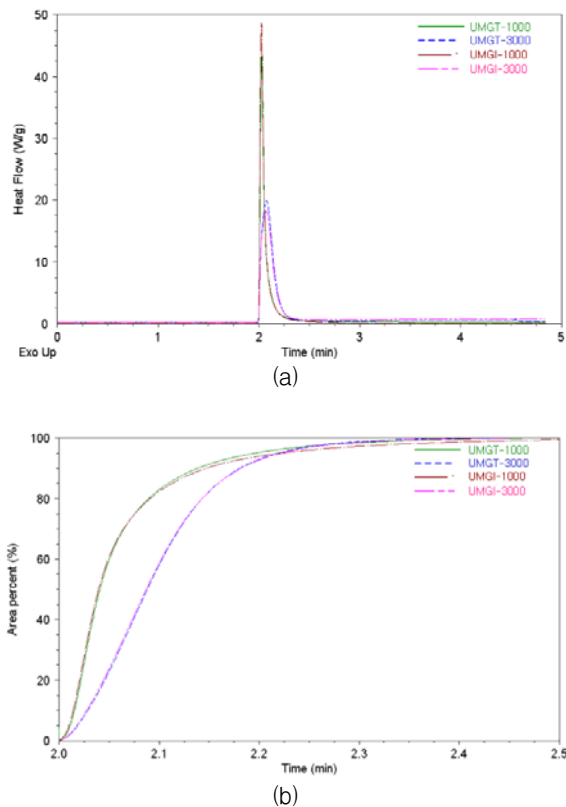 50
40
30
20
10
0
Heat Flow (W/g)
UMGT-1000
UMGT-3000
UMGI-1000
UMGI-3000
0 1 2 3 4 5
Exo Up
Time (min)
(a)
100
80
60
40
20
0
Area percent (%)
UMGT-1000
UMGT-3000
UMGI-1000
UMGI-3000
2.0 2.1 2.2 2.3 2.4 2.5
Time (min)
(b)